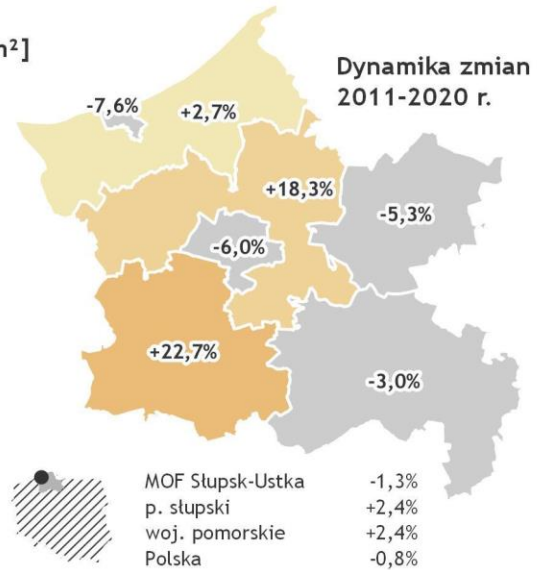 m²]
Dynamika zmian
2011-2020 r.
-7,6%
+2,7%
+18,3%
-5,3%
-6,0%
+22,7%
-3,0%
MOF Słupsk-Ustka -1,3%
p. słupski +2,4%
woj. pomorskie +2,4%
Polska -0,8%